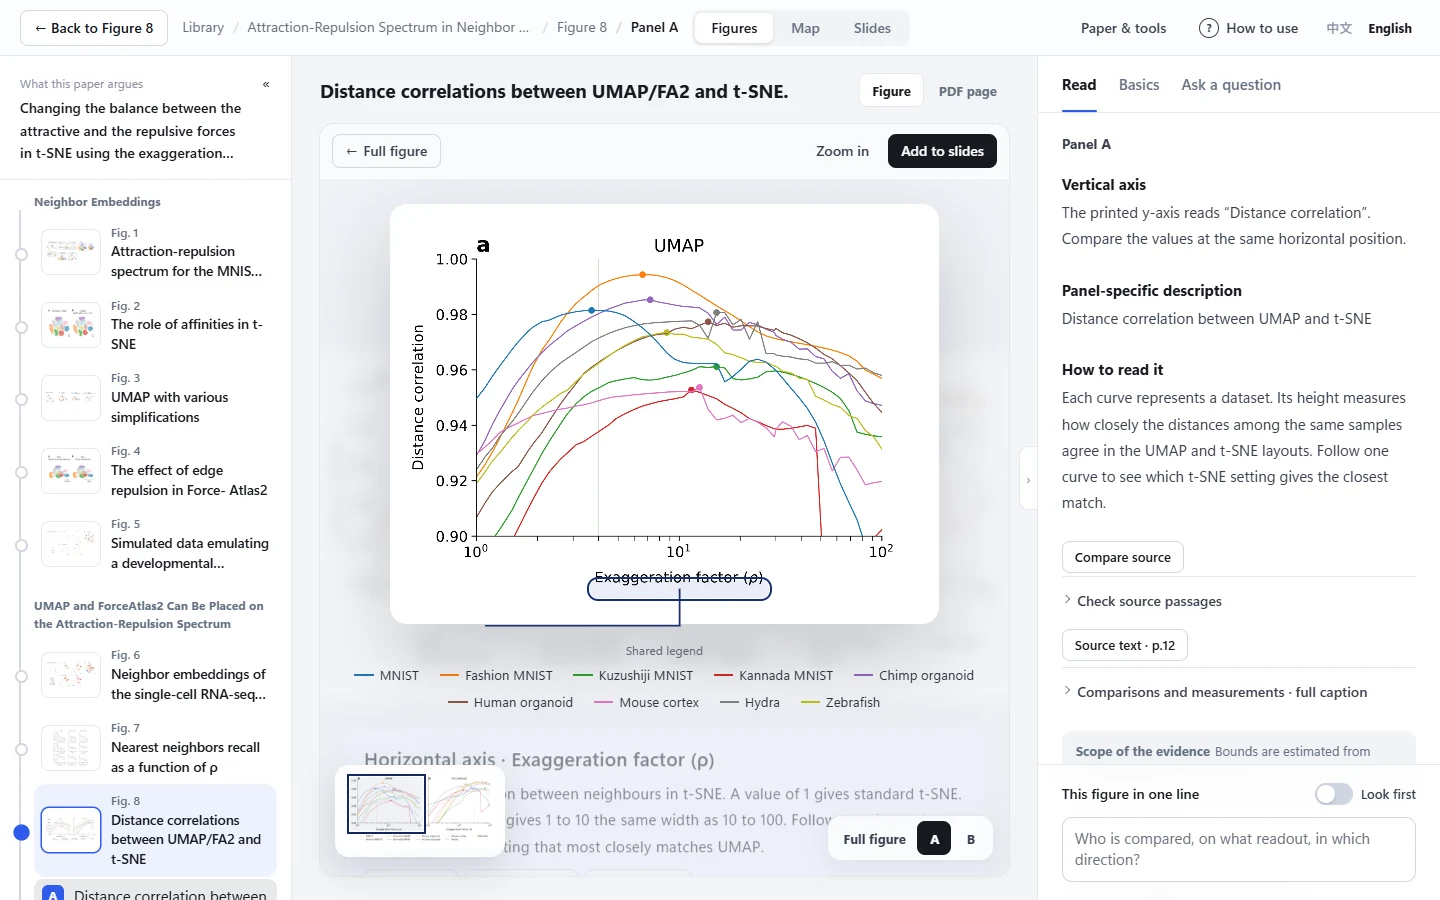 ← Back to Figure 8
Library / Attraction-Repulsion Spectrum in Neighbor ... / Figure 8 / Panel A
Figures
Map
Slides
Paper & tools
? How to use
中文
English
What this paper argues «
Changing the balance between the
attractive and the repulsive forces
in t-SNE using the exaggeration...
Neighbor Embeddings
Fig. 1
Attraction-repulsion
spectrum for the MNIS...
Fig. 2
The role of affinities in t-
SNE
Fig. 3
UMAP with various
simplifications
Fig. 4
The effect of edge
repulsion in Force- Atlas2
Fig. 5
Simulated data emulating
a developmental...
UMAP and ForceAtlas2 Can Be Placed on
the Attraction-Repulsion Spectrum
Fig. 6
Neighbor embeddings of
the single-cell RNA-seq...
Fig. 7
Nearest neighbors recall
as a function of ρ
Fig. 8
Distance correlations
between UMAP/FA2 and
t-SNE
A Distance correlation between
Distance correlations between UMAP/FA2 and t-SNE.
Figure
PDF page
← Full figure
Zoom in
Add to slides
a
UMAP
1.00
0.98
0.96
0.94
0.92
0.90
Distance correlation
10⁰
10¹
10²
Exaggeration factor (ρ)
Shared legend
MNIST
Fashion MNIST
Kuzushiji MNIST
Kannada MNIST
Chimp organoid
Human organoid
Mouse cortex
Hydra
Zebrafish
Horizontal axis · Exaggeration factor (ρ)
n between neighbours in t-SNE. A value of 1 gives standard t-SNE.
gives 1 to 10 the same width as 10 to 100. Follow
ting that most closely matches UMAP.
Full figure
A
B
Read
Basics
Ask a question
Panel A
Vertical axis
The printed y-axis reads “Distance correlation”.
Compare the values at the same horizontal position.
Panel-specific description
Distance correlation between UMAP and t-SNE
How to read it
Each curve represents a dataset. Its height measures
how closely the distances among the same samples
agree in the UMAP and t-SNE layouts. Follow one
curve to see which t-SNE setting gives the closest
match.
Compare source
Check source passages
Source text · p.12
Comparisons and measurements · full caption
Scope of the evidence Bounds are estimated from
This figure in one line
Look first
Who is compared, on what readout, in which
direction?